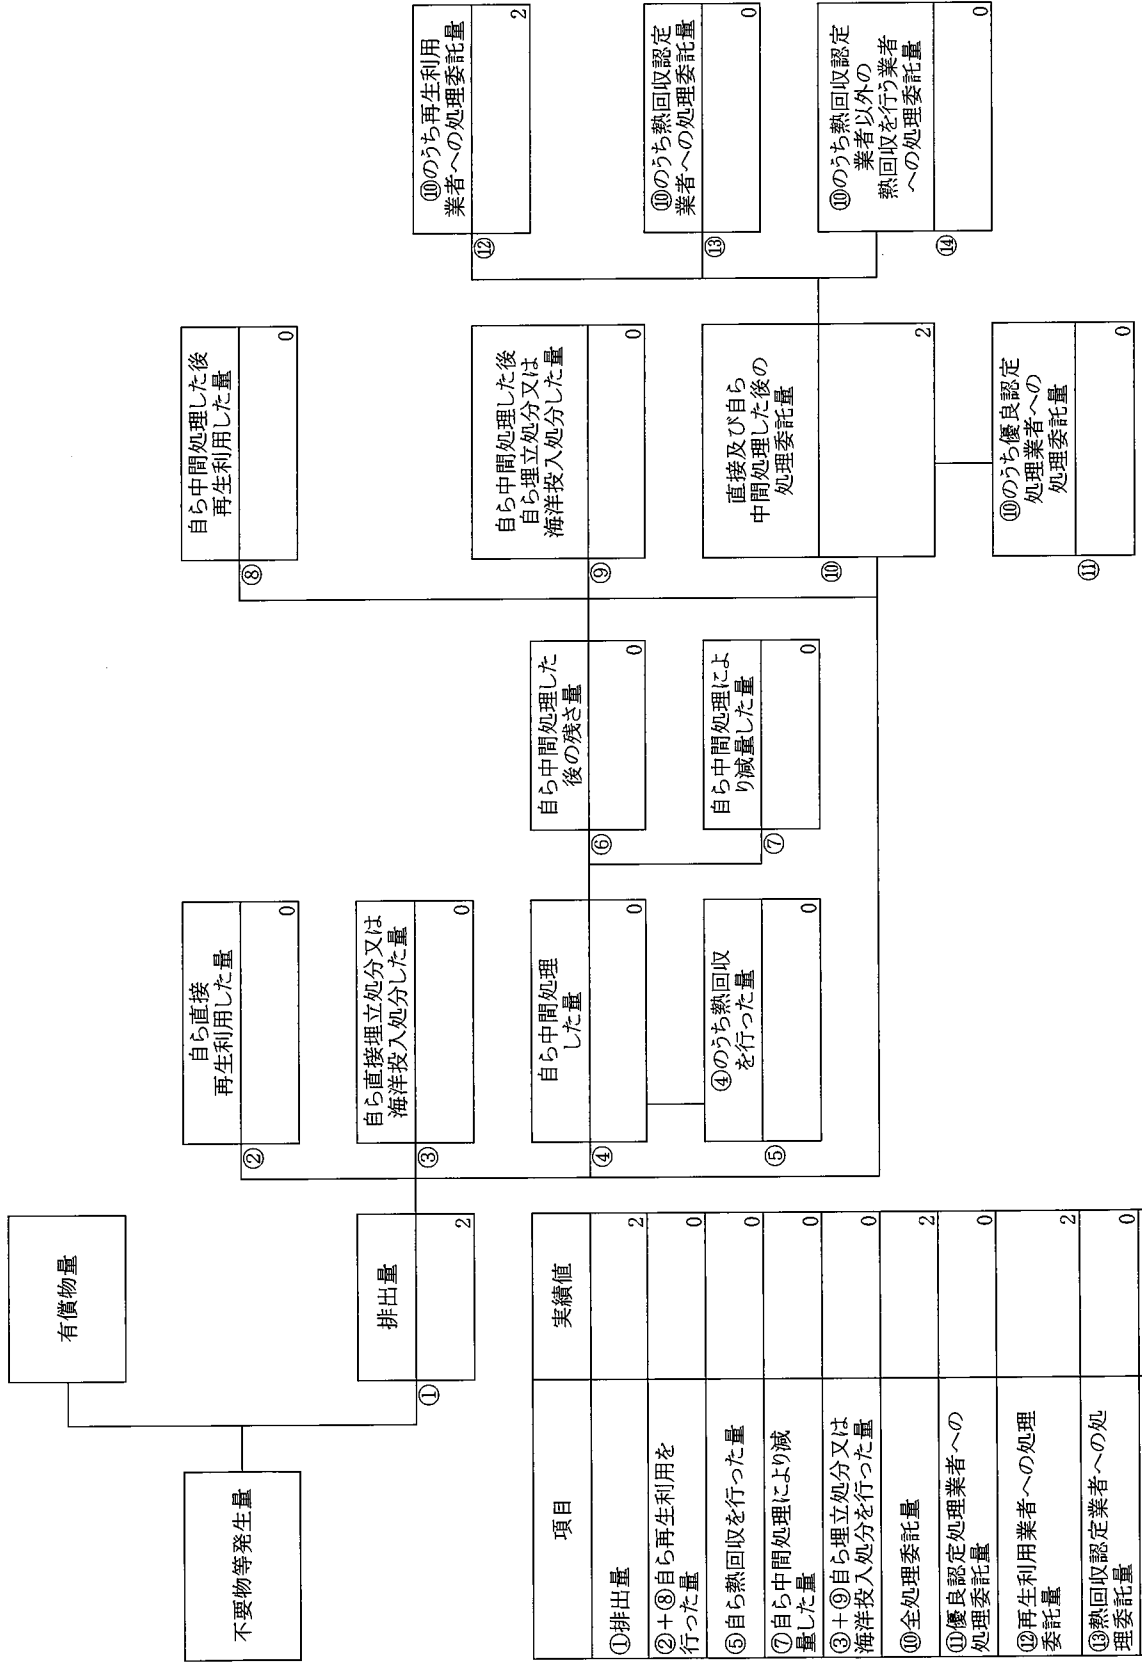 不要物等発生量
有償物量
①
排出量
2
②
自ら直接
再生利用した量
0
③
自ら直接埋立処分又は
海洋投入処分した量
0
④
自ら中間処理
した量
0
⑤
④のうち熱回収
を行った量
0
⑥
自ら中間処理した
後の残さ量
0
⑦
自ら中間処理によ
り減量した量
0
⑧
自ら中間処理した後
再生利用した量
0
⑨
自ら中間処理した後
自ら埋立処分又は
海洋投入処分した量
0
⑩
直接及び自ら
中間処理した後の
処理委託量
2
⑪
⑩のうち優良認定
処理業者への
処理委託量
0
⑫
⑩のうち再生利用
業者への処理委託量
2
⑬
⑩のうち熱回収認定
業者への処理委託量
0
⑭
⑩のうち熱回収認定
業者以外の
熱回収を行う業者
への処理委託量
0
項目 実績値
①排出量 2
②+⑧自ら再生利用を
行った量 0
⑤自ら熱回収を行った量 0
⑦自ら中間処理により減
量した量 0
③+⑨自ら埋立処分又は
海洋投入処分を行った量 0
⑩全処理委託量 2
⑪優良認定処理業者への
処理委託量 0
⑫再生利用業者への処理
委託量 2
⑬熱回収認定業者への処
理委託量 0